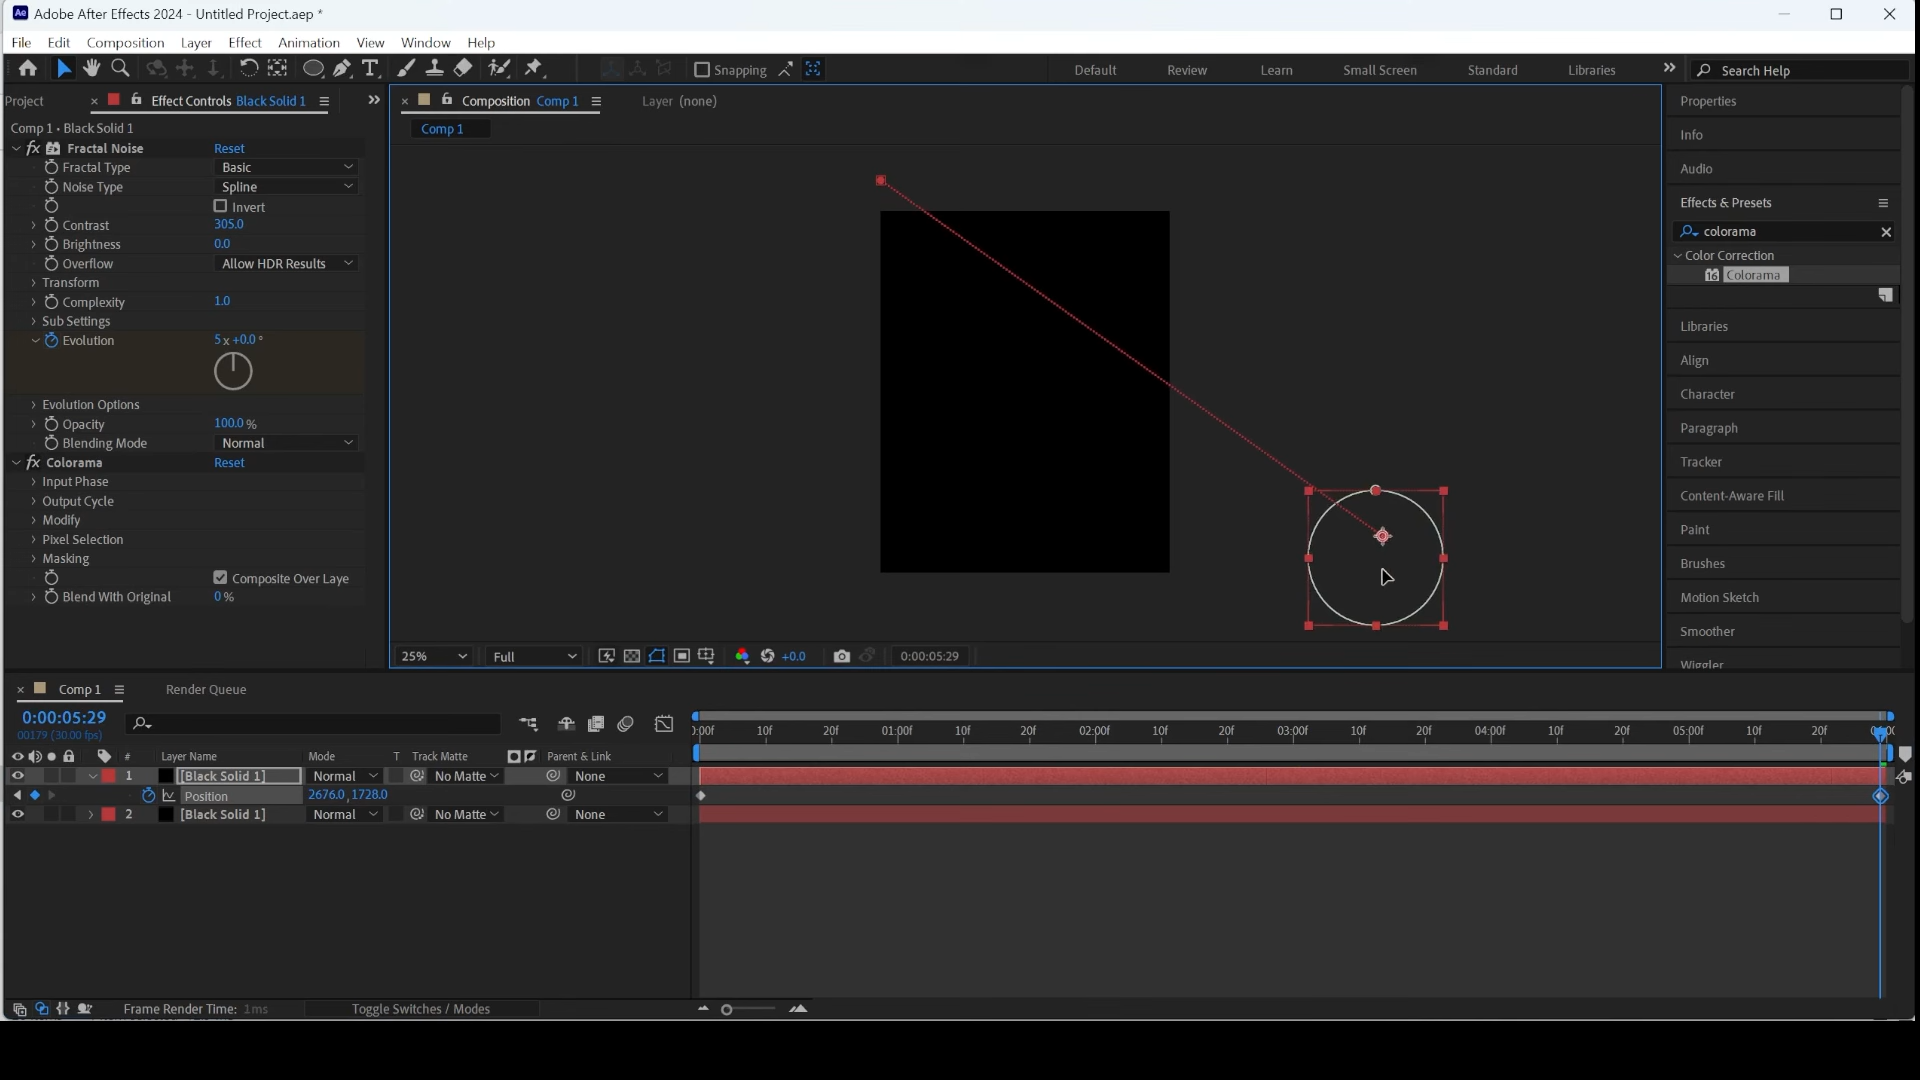 Ae Adobe After Effects 2024 - Untitled Project.aep *
File Edit Composition Layer Effect Animation View Window Help
Snapping Default Review Learn Small Screen Standard Libraries » Search Help
Project × Effect Controls Black Solid 1 » × Composition Comp 1 Layer (none) Properties
Comp 1 • Black Solid 1 Comp 1
Info
fx Fractal Noise Reset
Fractal Type Basic Audio
Noise Type Spline
Invert Effects & Presets
Contrast 305.0
Brightness 0.0 colorama
Overflow Allow HDR Results Color Correction
Transform 16 Colorama
Complexity 1.0
Sub Settings Libraries
Evolution 5 x +0.0 °
Align
Character
Evolution Options
Opacity 100.0 % Paragraph
Blending Mode Normal
fx Colorama Reset Tracker
Input Phase
Output Cycle Content-Aware Fill
Modify Paint
Pixel Selection
Masking Brushes
Composite Over Laye
Blend With Original 0 % Motion Sketch
Smoother
25% Full +0.0 0:00:05:29 Wiggler
× Comp 1 Render Queue
0:00:05:29
00179 (30.00 fps) ):00f 10f 20f 01:00f 10f 20f 02:00f 10f 20f 03:00f 10f 20f 04:00f 10f 20f 05:00f 10f 20f
# Layer Name Mode T Track Matte Parent & Link
1 [Black Solid 1] Normal No Matte None
Position 2676.0, 1728.0
2 [Black Solid 1] Normal No Matte None
Frame Render Time: 1ms Toggle Switches / Modes